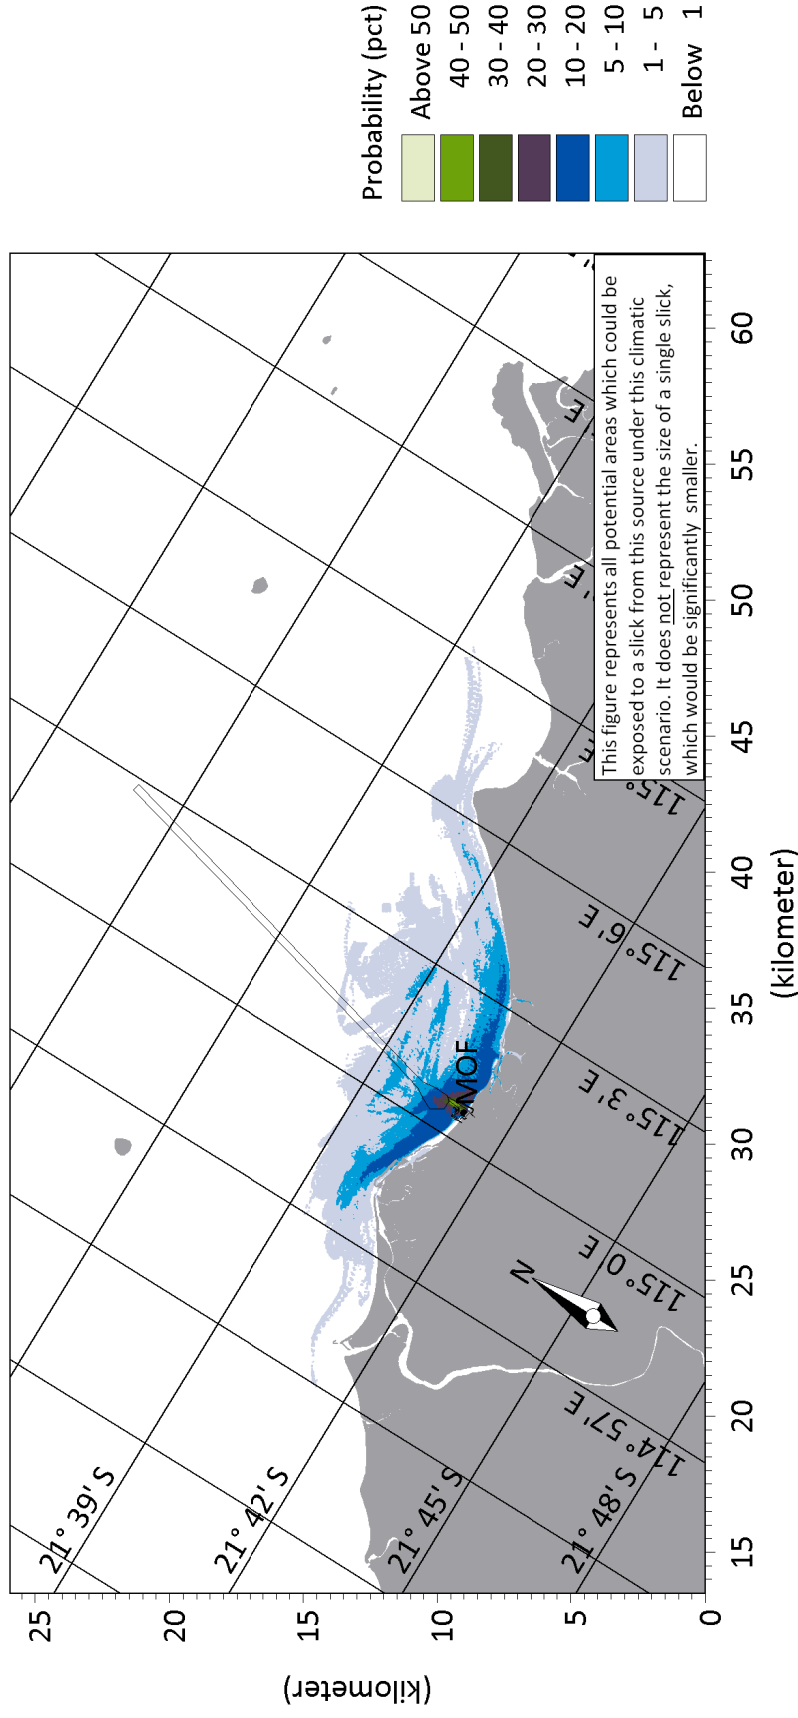 Probability (pct)
Above 50
40 - 50
30 - 40
20 - 30
10 - 20
5 - 10
1 - 5
Below 1
25
20
15
10
5
0
(kilometer)
21° 39' S
21° 42' S
21° 45' S
21° 48' S
N
MOF
114° 57' E
115° 0' E
115° 3' E
115° 6' E
115°
E
' E
E
This figure represents all potential areas which could be
exposed to a slick from this source under this climatic
scenario. It does not represent the size of a single slick,
which would be significantly smaller.
15
20
25
30
35
40
45
50
55
60
(kilometer)